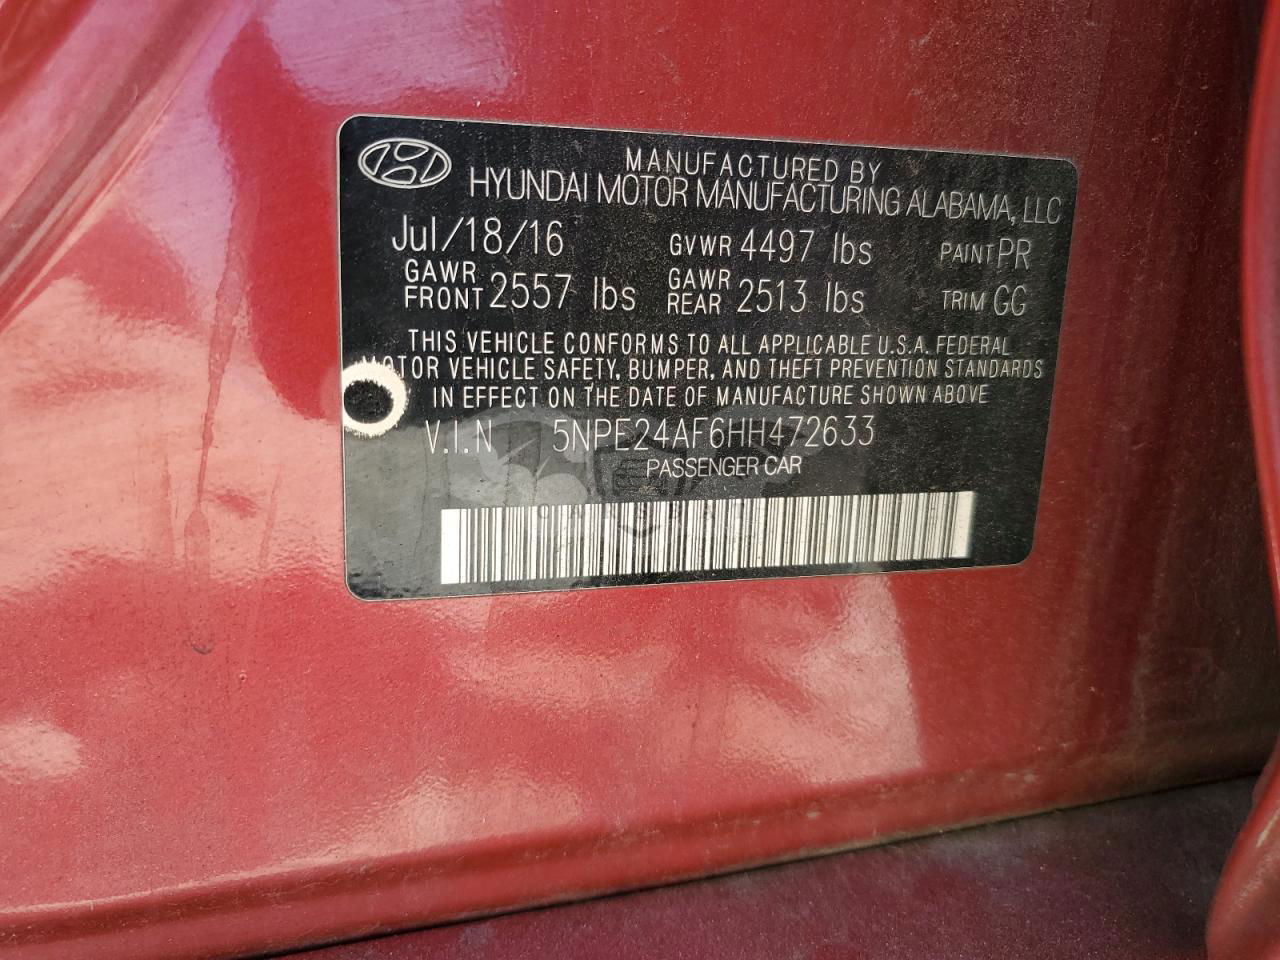 MANUFACTURED BY
HYUNDAI MOTOR MANUFACTURING ALABAMA, LLC
Jul/18/16 GVWR 4497 lbs PAINT PR
GAWR FRONT 2557 lbs GAWR REAR 2513 lbs TRIM GG
THIS VEHICLE CONFORMS TO ALL APPLICABLE U.S.A. FEDERAL
MOTOR VEHICLE SAFETY, BUMPER, AND THEFT PREVENTION STANDARDS
IN EFFECT ON THE DATE OF MANUFACTURE SHOWN ABOVE
V.I.N 5NPE24AF6HH472633
PASSENGER CAR